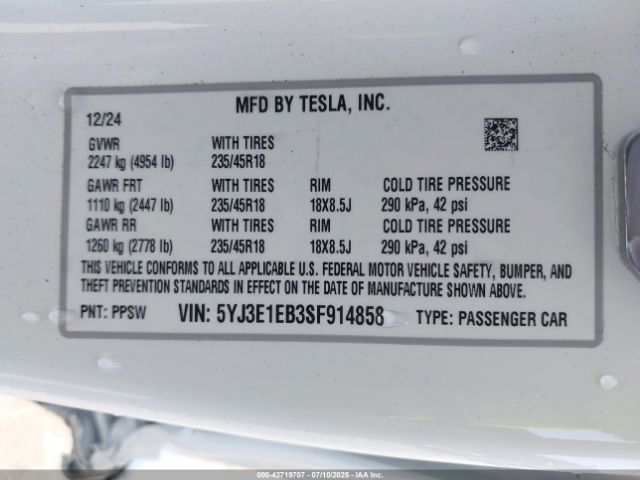 MFD BY TESLA, INC.
12/24
GVWR WITH TIRES
2247 kg (4954 lb) 235/45R18
GAWR FRT WITH TIRES RIM COLD TIRE PRESSURE
1110 kg (2447 lb) 235/45R18 18X8.5J 290 kPa, 42 psi
GAWR RR WITH TIRES RIM COLD TIRE PRESSURE
1260 kg (2778 lb) 235/45R18 18X8.5J 290 kPa, 42 psi
THIS VEHICLE CONFORMS TO ALL APPLICABLE U.S. FEDERAL MOTOR VEHICLE SAFETY, BUMPER, AND
THEFT PREVENTION STANDARDS IN EFFECT ON THE DATE OF MANUFACTURE SHOWN ABOVE.
PNT: PPSW VIN: 5YJ3E1EB3SF914858 TYPE: PASSENGER CAR
000-42719707 - 07/10/2025 - IAAI.COM